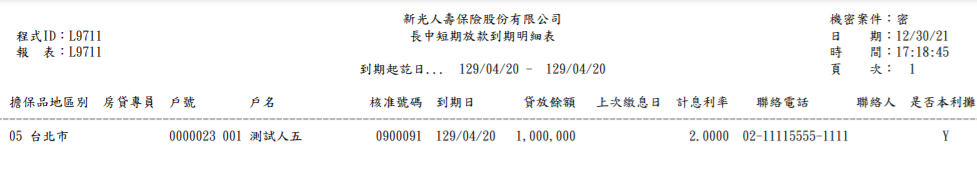 新光人壽保險股份有限公司 機密案件：密
程式ID：L9711 長中短期放款到期明細表 日　　期：12/30/21
報　表：L9711 時　　間：17:18:45
到期起訖日... 129/04/20 - 129/04/20 頁　　次： 1
擔保品地區別 房貸專員 戶號 戶名 核准號碼 到期日 貸放餘額 上次繳息日 計息利率 聯絡電話 聯絡人 是否本利攤
05 台北市 0000023 001 測試人五 0900091 129/04/20 1,000,000 2.0000 02-11115555-1111 Y